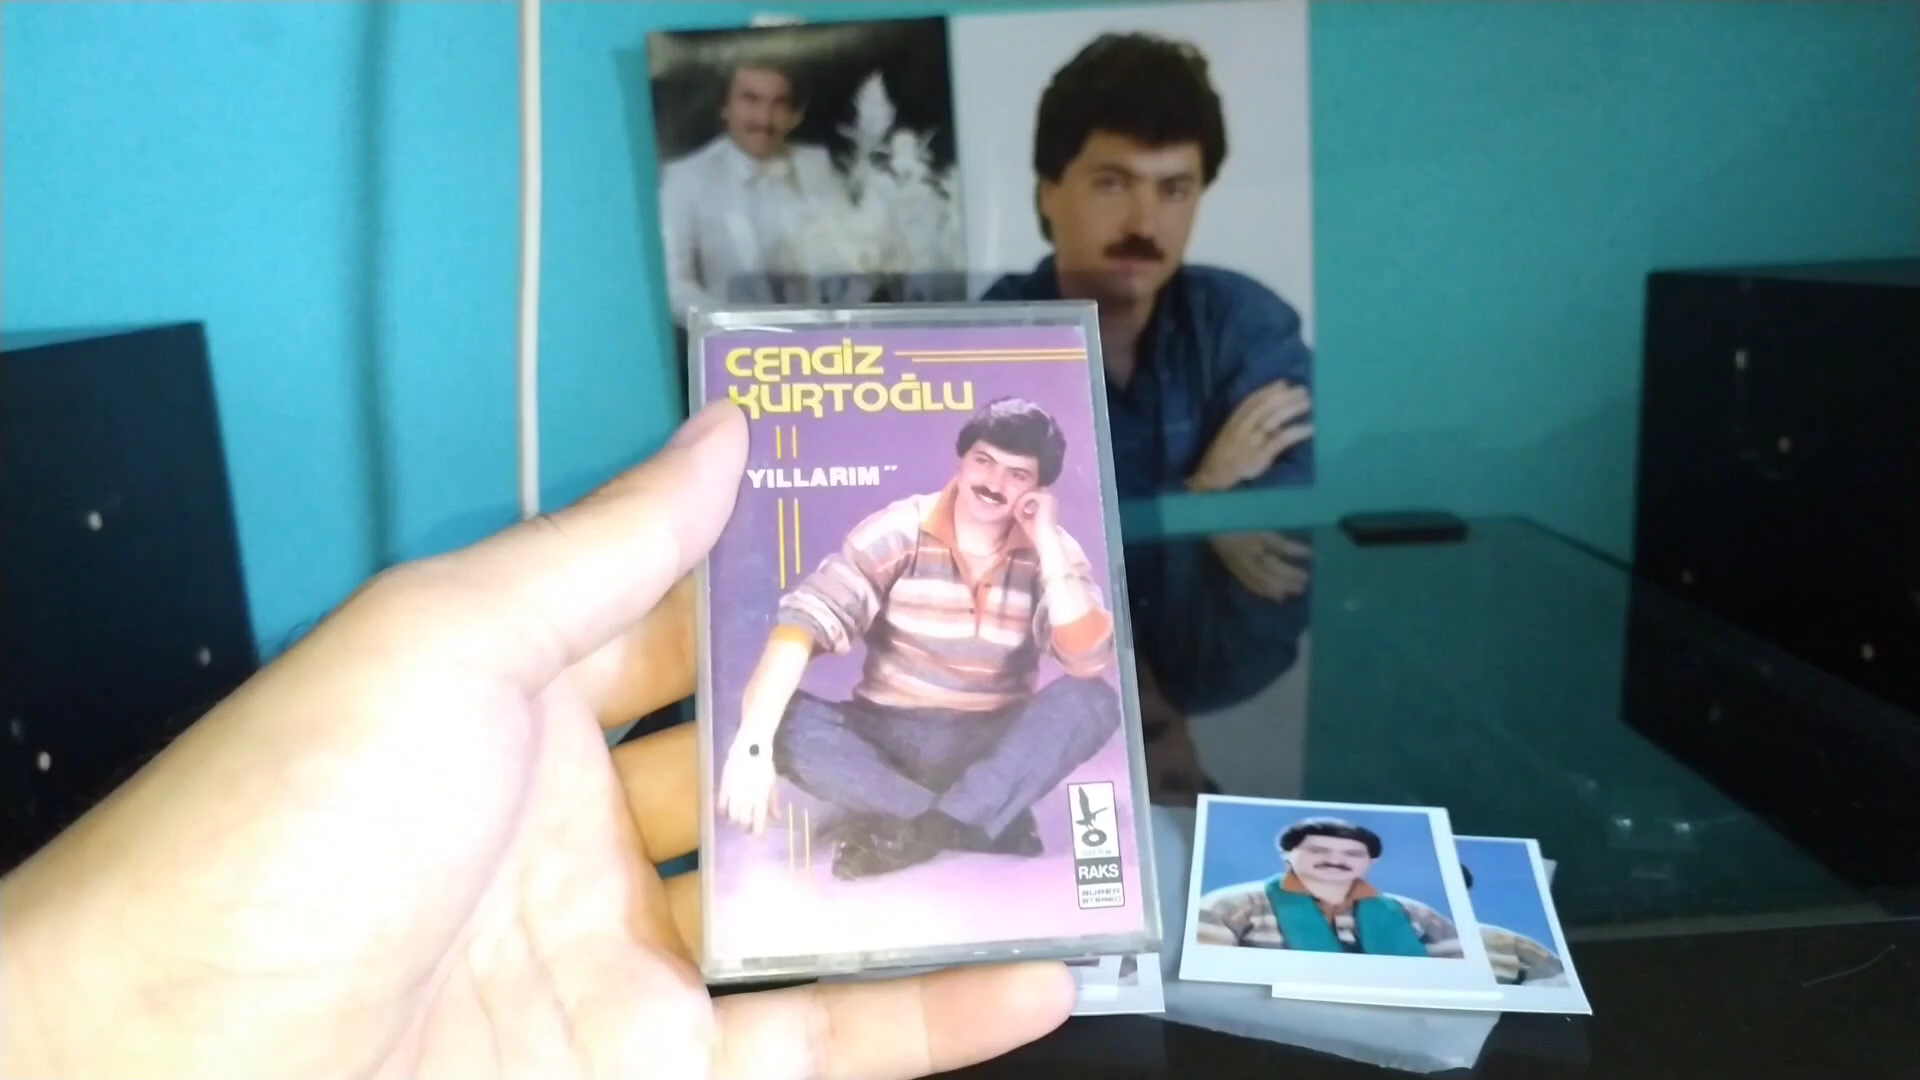 CENGİZ
KURTOĞLU
YILLARIM"
RAKS
SUPER
STEREO